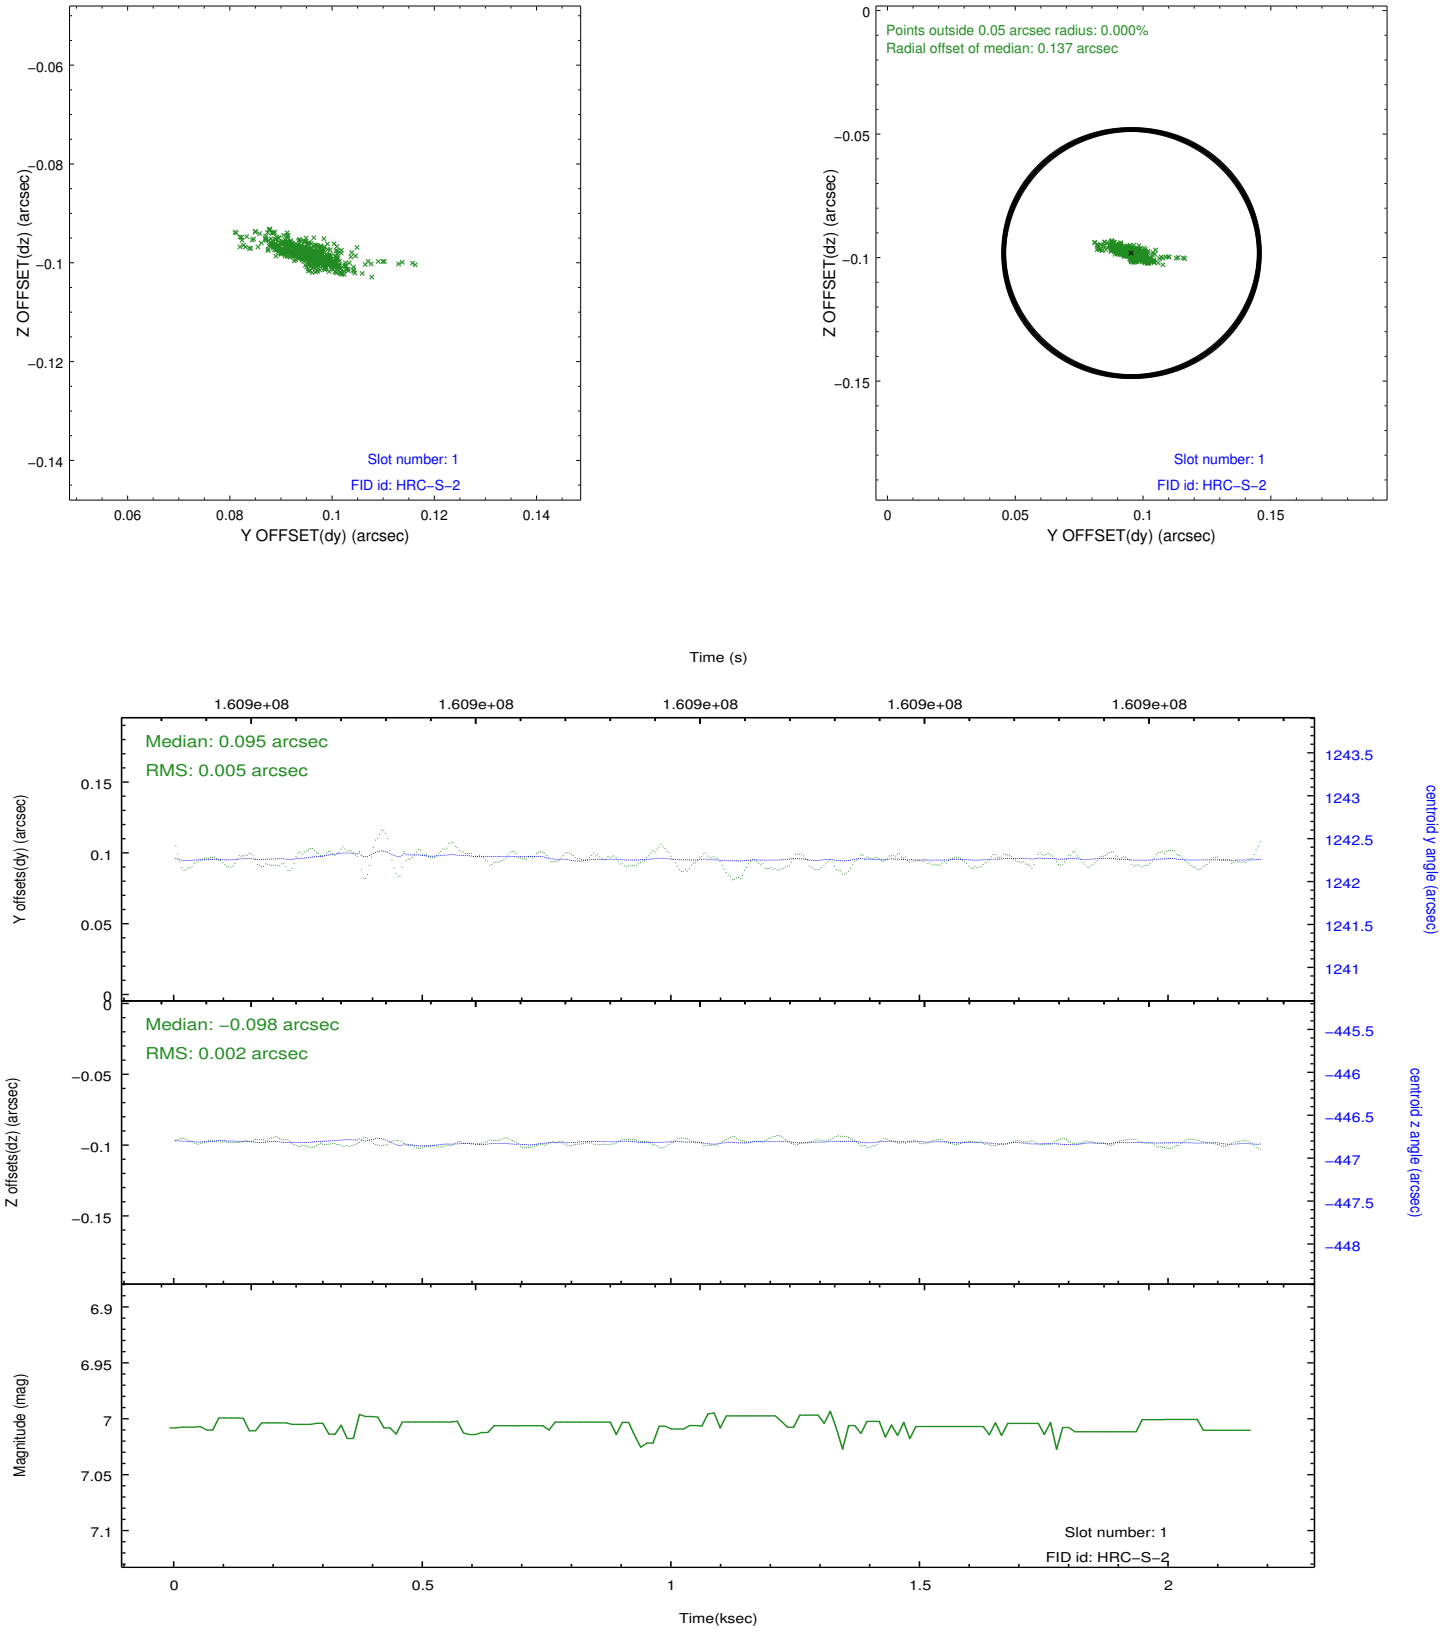 −0.06
−0.08
−0.1
−0.12
−0.14
Z OFFSET(dz) (arcsec)
Slot number: 1
FID id: HRC−S−2
0.06 0.08 0.1 0.12 0.14
Y OFFSET(dy) (arcsec)
Points outside 0.05 arcsec radius: 0.000%
Radial offset of median: 0.137 arcsec
0
−0.05
−0.1
−0.15
Z OFFSET(dz) (arcsec)
Slot number: 1
FID id: HRC−S−2
0 0.05 0.1 0.15
Y OFFSET(dy) (arcsec)
Time (s)
1.609e+08 1.609e+08 1.609e+08 1.609e+08 1.609e+08
Median: 0.095 arcsec
RMS: 0.005 arcsec
0.15
0.1
0.05
0
Y offsets(dy) (arcsec)
1243.5
1243
1242.5
1242
1241.5
1241
centroid y angle (arcsec)
Median: −0.098 arcsec
RMS: 0.002 arcsec
0
−0.05
−0.1
−0.15
Z offsets(dz) (arcsec)
−445.5
−446
−446.5
−447
−447.5
−448
centroid z angle (arcsec)
6.9
6.95
7
7.05
7.1
Magnitude (mag)
Slot number: 1
FID id: HRC−S−2
0 0.5 1 1.5 2
Time(ksec)